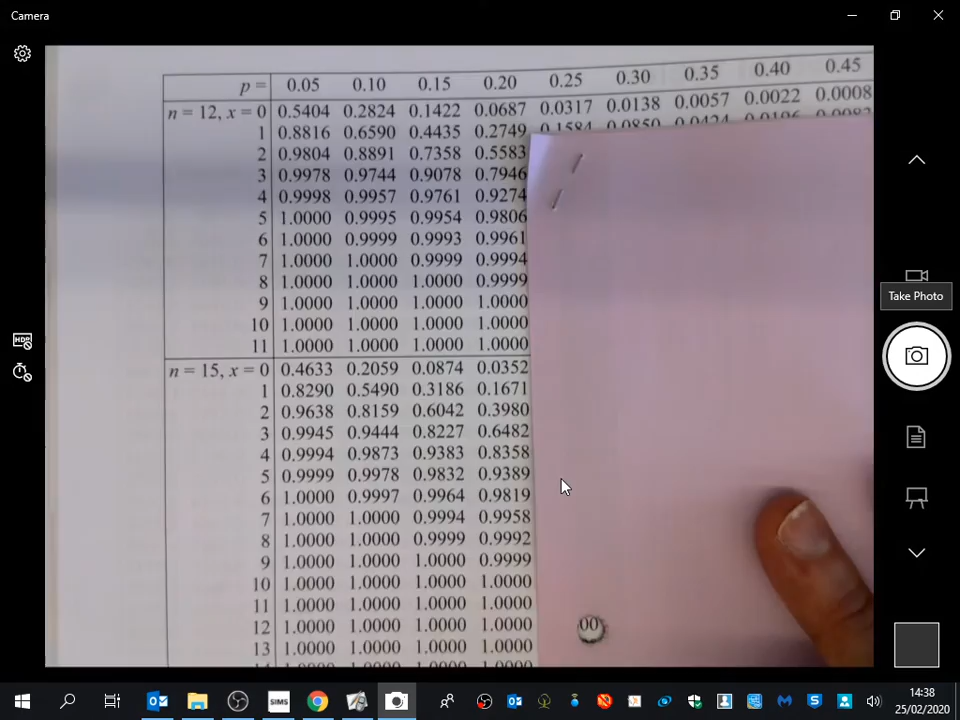 Camera
p = 0.05 0.10 0.15 0.20 0.25 0.30 0.35 0.40 0.45
n = 12, x = 0 0.5404 0.2824 0.1422 0.0687 0.0317 0.0138 0.0057 0.0022 0.0008
1 0.8816 0.6590 0.4435 0.2749 0.1584 0.0850 0.0424
2 0.9804 0.8891 0.7358 0.5583
3 0.9978 0.9744 0.9078 0.7946
4 0.9998 0.9957 0.9761 0.9274
5 1.0000 0.9995 0.9954 0.9806
6 1.0000 0.9999 0.9993 0.9961
7 1.0000 1.0000 0.9999 0.9994
8 1.0000 1.0000 1.0000 0.9999
9 1.0000 1.0000 1.0000 1.0000
10 1.0000 1.0000 1.0000 1.0000
11 1.0000 1.0000 1.0000 1.0000
n = 15, x = 0 0.4633 0.2059 0.0874 0.0352
1 0.8290 0.5490 0.3186 0.1671
2 0.9638 0.8159 0.6042 0.3980
3 0.9945 0.9444 0.8227 0.6482
4 0.9994 0.9873 0.9383 0.8358
5 0.9999 0.9978 0.9832 0.9389
6 1.0000 0.9997 0.9964 0.9819
7 1.0000 1.0000 0.9994 0.9958
8 1.0000 1.0000 0.9999 0.9992
9 1.0000 1.0000 1.0000 0.9999
10 1.0000 1.0000 1.0000 1.0000
11 1.0000 1.0000 1.0000 1.0000
12 1.0000 1.0000 1.0000 1.0000
13 1.0000 1.0000 1.0000 1.0000
00
Take Photo
HDR
SIMS
14:38
25/02/2020